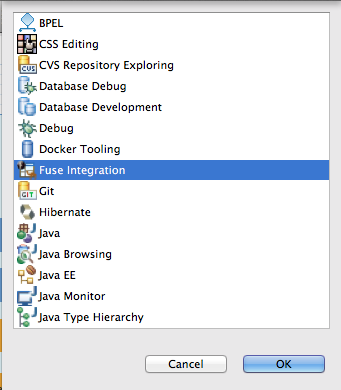 BPEL
CSS Editing
CVS Repository Exploring
Database Debug
Database Development
Debug
Docker Tooling
Fuse Integration
Git
Hibernate
Java
Java Browsing
Java EE
Java Monitor
Java Type Hierarchy
Cancel
OK